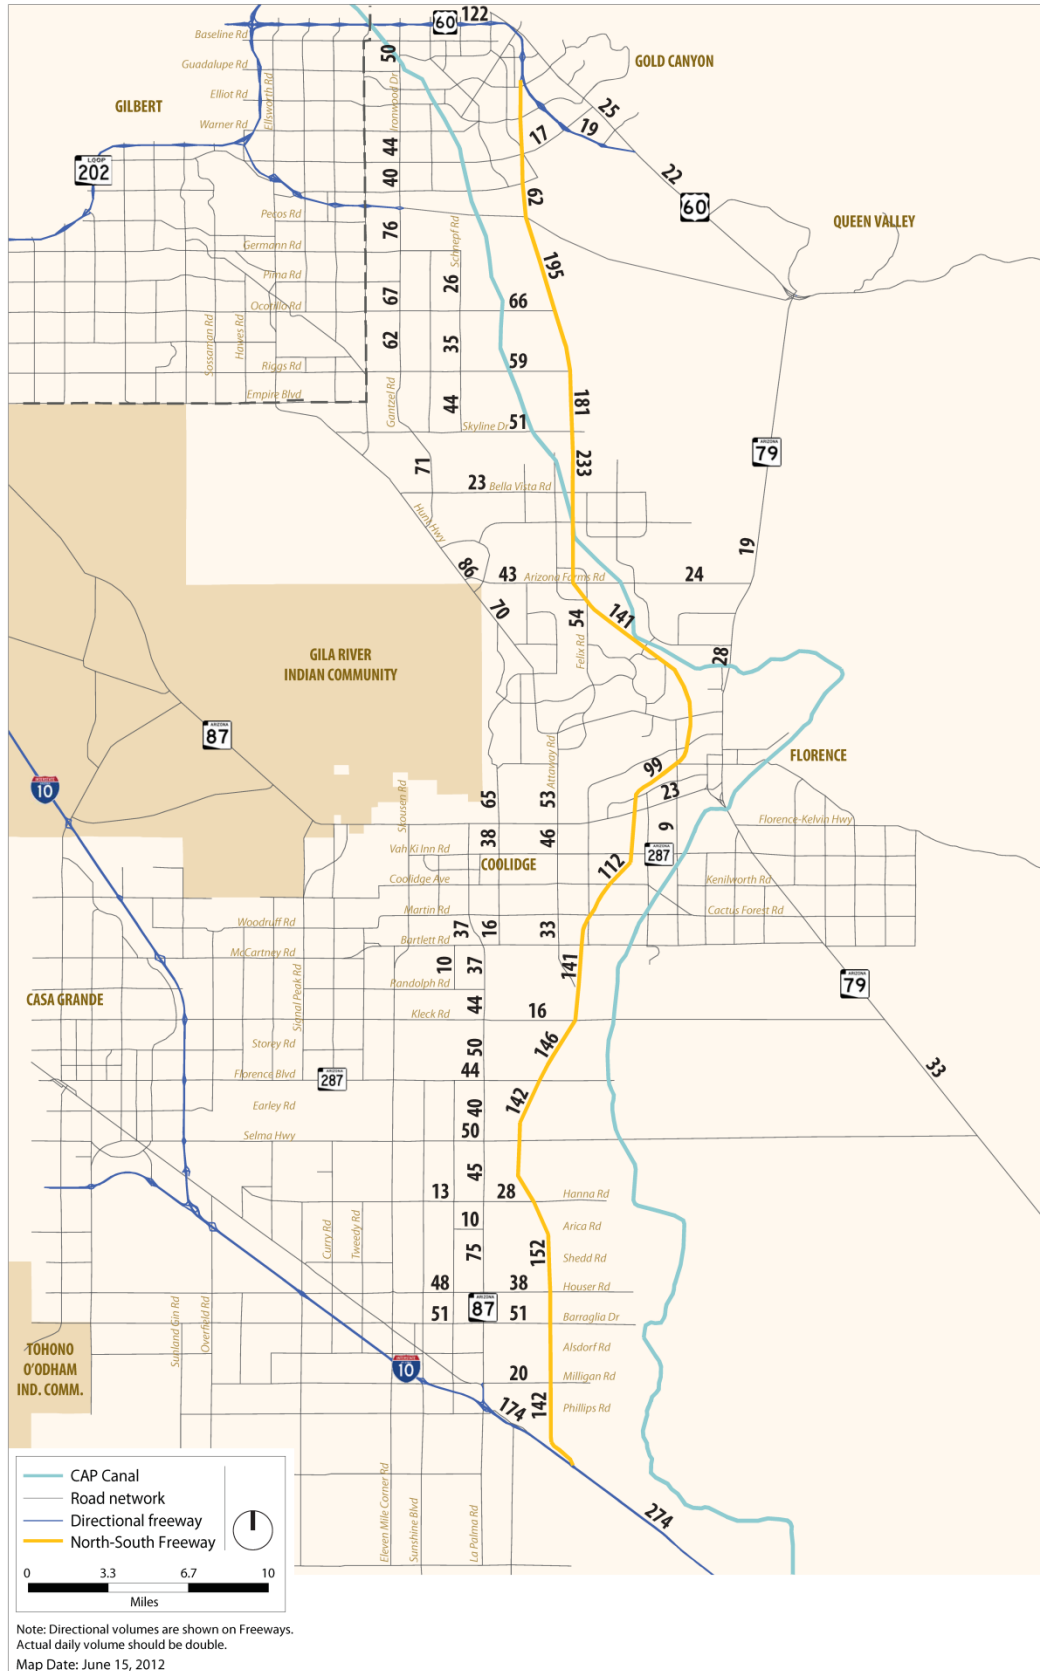 122
60
Baseline Rd
50
GOLD CANYON
Guadalupe Rd
Ellsworth Rd
Ironwood Dr
Elliot Rd
GILBERT
25
Warner Rd
19
17
44
LOOP
202
40
22
62
60
Pecos Rd
QUEEN VALLEY
76
Schnepf Rd
Germann Rd
195
Pima Rd
26
67
66
Ocotillo Rd
Sossaman Rd
Hawes Rd
62
35
59
Riggs Rd
Empire Blvd
Gantzel Rd
44
181
Skyline Dr
51
ARIZONA
79
71
233
23
Bella Vista Rd
Hunt Hwy
19
86
43
Arizona Farms Rd
24
70
54
141
Felix Rd
28
GILA RIVER
INDIAN COMMUNITY
ARIZONA
87
Attaway Rd
FLORENCE
99
10
23
65
53
Skousen Rd
9
Florence-Kelvin Hwy
38
46
Vah Ki Inn Rd
ARIZONA
287
COOLIDGE
112
Coolidge Ave
Kenilworth Rd
Martin Rd
Cactus Forest Rd
Woodruff Rd
37
16
33
Bartlett Rd
McCartney Rd
10
37
141
Randolph Rd
ARIZONA
79
Signal Peak Rd
CASA GRANDE
44
16
Kleck Rd
Storey Rd
50
146
33
44
Florence Blvd
ARIZONA
287
142
Earley Rd
40
50
Selma Hwy
45
13
28
Hanna Rd
10
Arica Rd
Curry Rd
Tweedy Rd
75
152
Shedd Rd
48
38
Houser Rd
ARIZONA
87
51
51
Barraglia Dr
Sunland Gin Rd
Overfield Rd
TOHONO
O'ODHAM
IND. COMM.
Alsdorf Rd
10
20
Milligan Rd
174
142
Phillips Rd
Eleven Mile Corner Rd
Sunshine Blvd
La Palma Rd
274
CAP Canal
Road network
Directional freeway
North-South Freeway
0 3.3 6.7 10
Miles
Note: Directional volumes are shown on Freeways.
Actual daily volume should be double.
Map Date: June 15, 2012